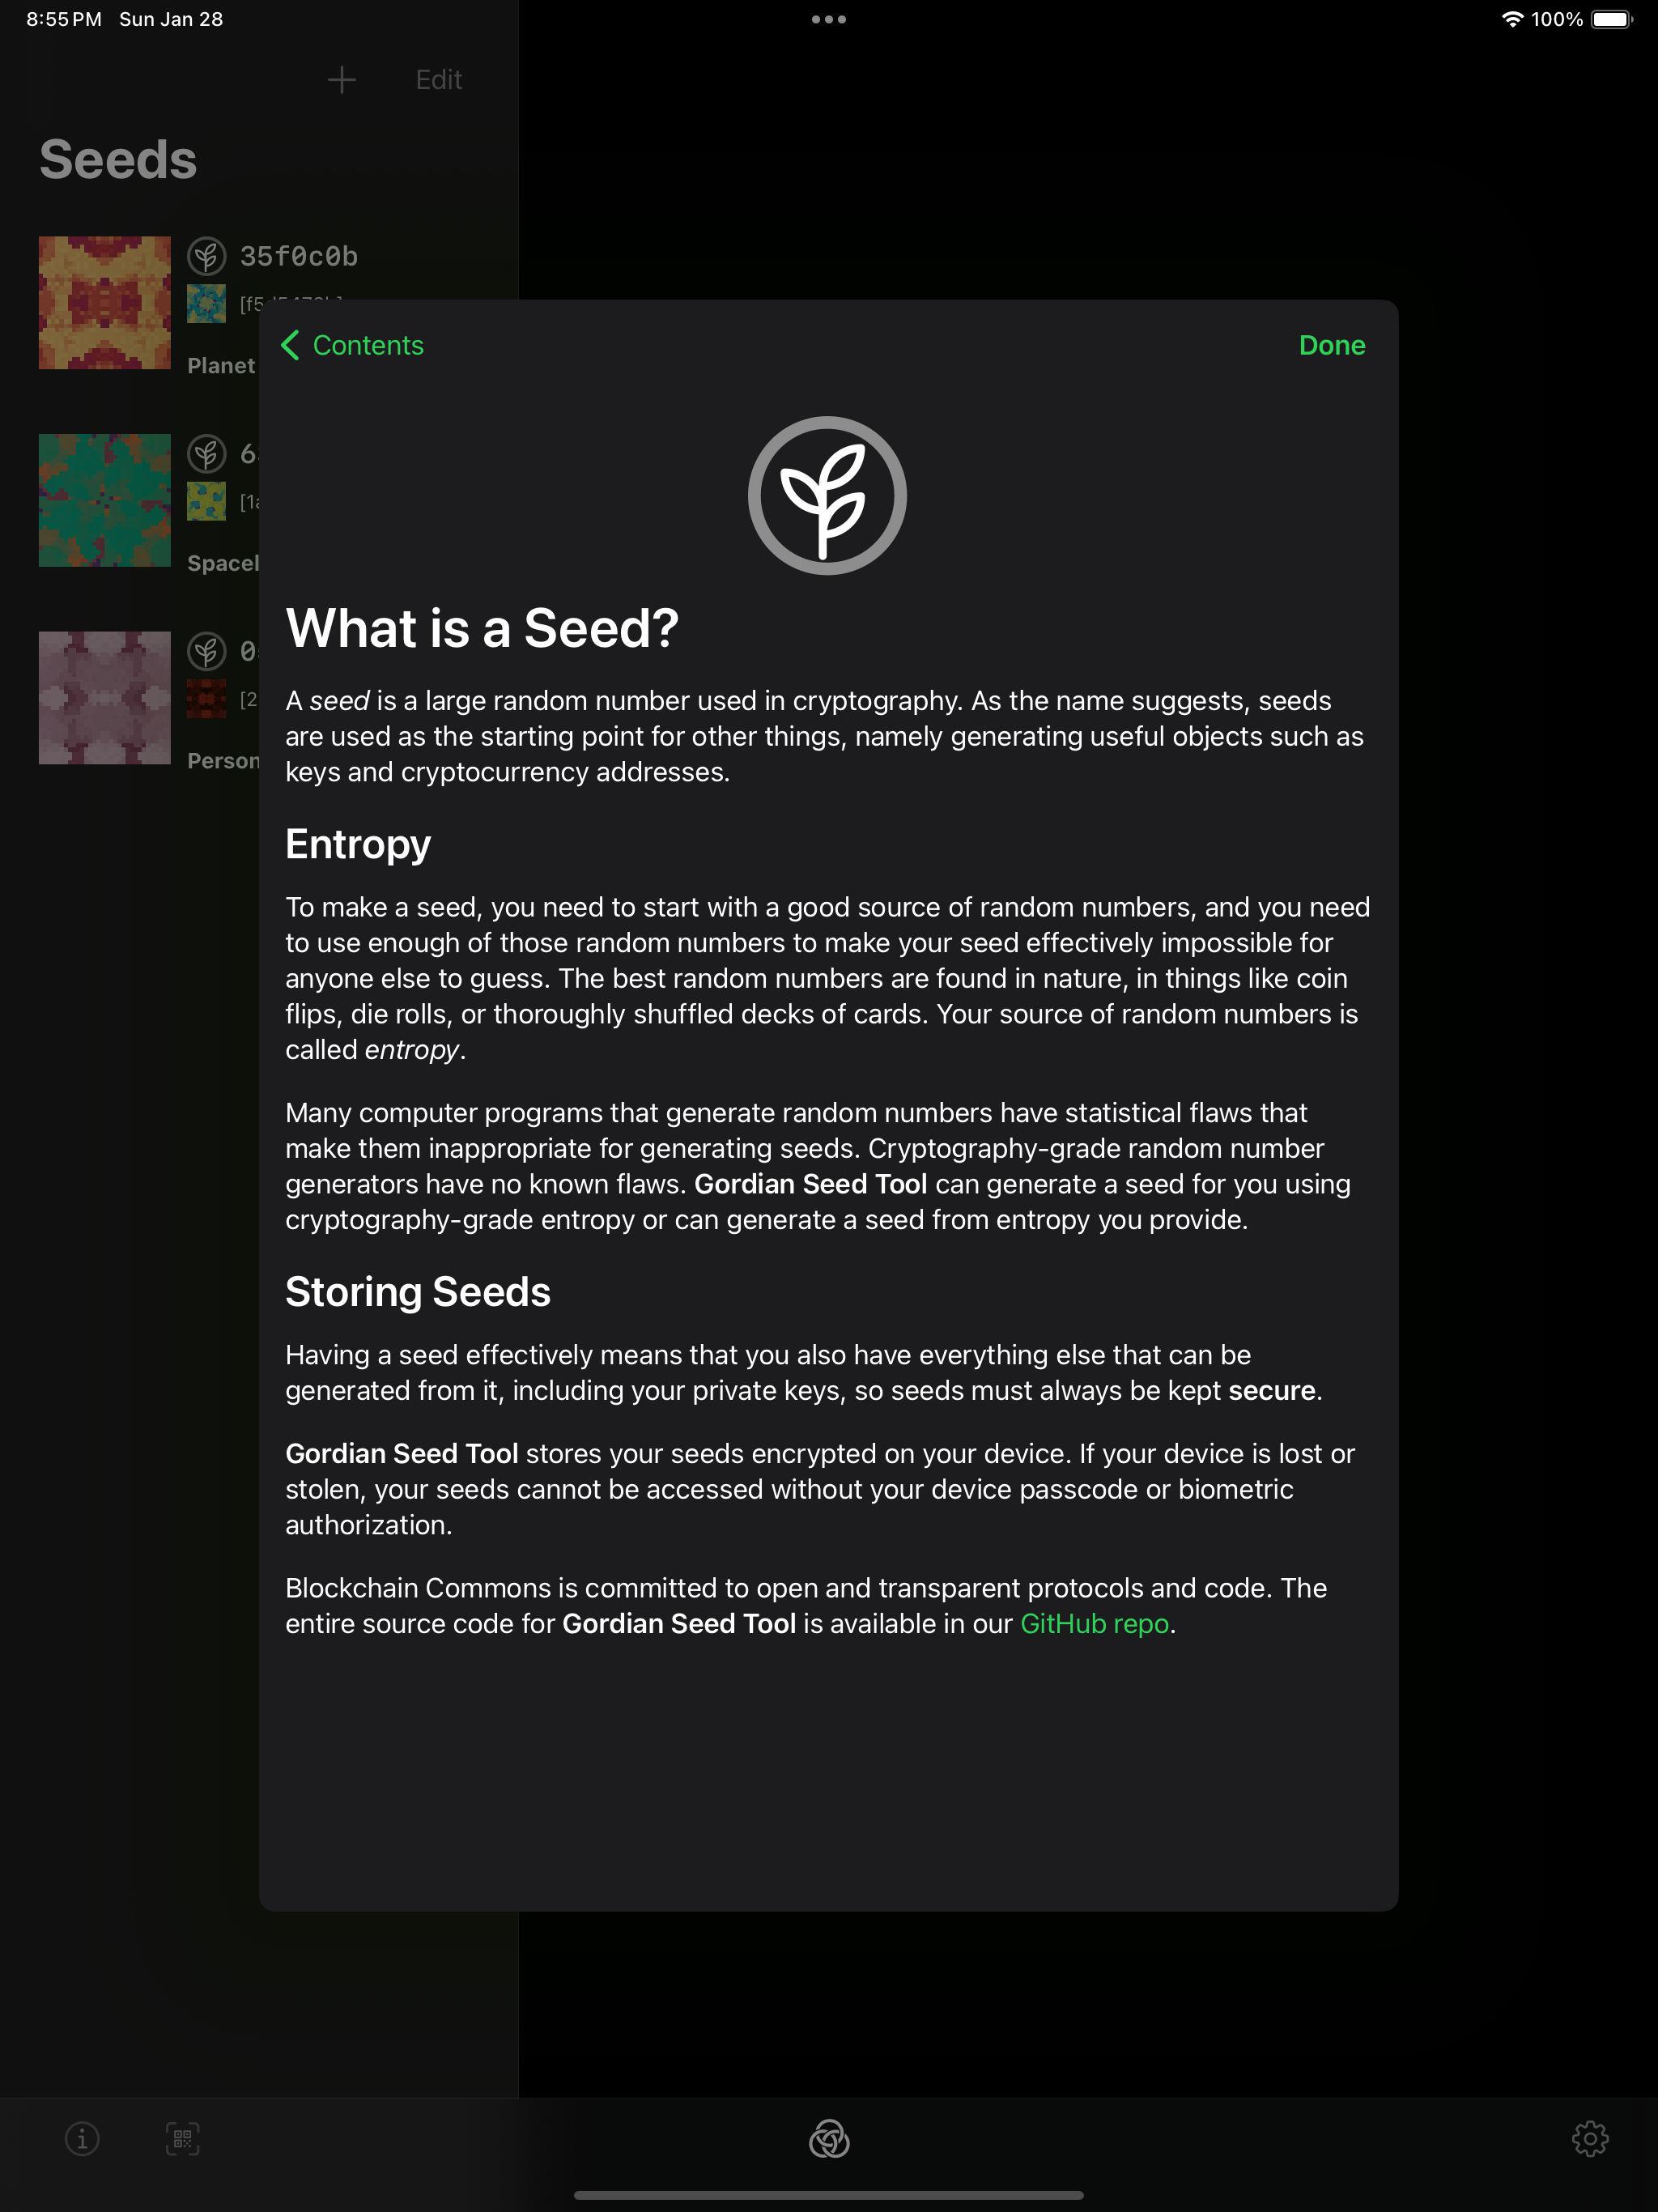 8:55 PM Sun Jan 28
100%
Edit
Seeds
35f0c0b
Planet
Contents
Done
What is a Seed?
A seed is a large random number used in cryptography. As the name suggests, seeds
are used as the starting point for other things, namely generating useful objects such as
keys and cryptocurrency addresses.
Entropy
To make a seed, you need to start with a good source of random numbers, and you need
to use enough of those random numbers to make your seed effectively impossible for
anyone else to guess. The best random numbers are found in nature, in things like coin
flips, die rolls, or thoroughly shuffled decks of cards. Your source of random numbers is
called entropy.
Many computer programs that generate random numbers have statistical flaws that
make them inappropriate for generating seeds. Cryptography-grade random number
generators have no known flaws. Gordian Seed Tool can generate a seed for you using
cryptography-grade entropy or can generate a seed from entropy you provide.
Storing Seeds
Having a seed effectively means that you also have everything else that can be
generated from it, including your private keys, so seeds must always be kept secure.
Gordian Seed Tool stores your seeds encrypted on your device. If your device is lost or
stolen, your seeds cannot be accessed without your device passcode or biometric
authorization.
Blockchain Commons is committed to open and transparent protocols and code. The
entire source code for Gordian Seed Tool is available in our GitHub repo.